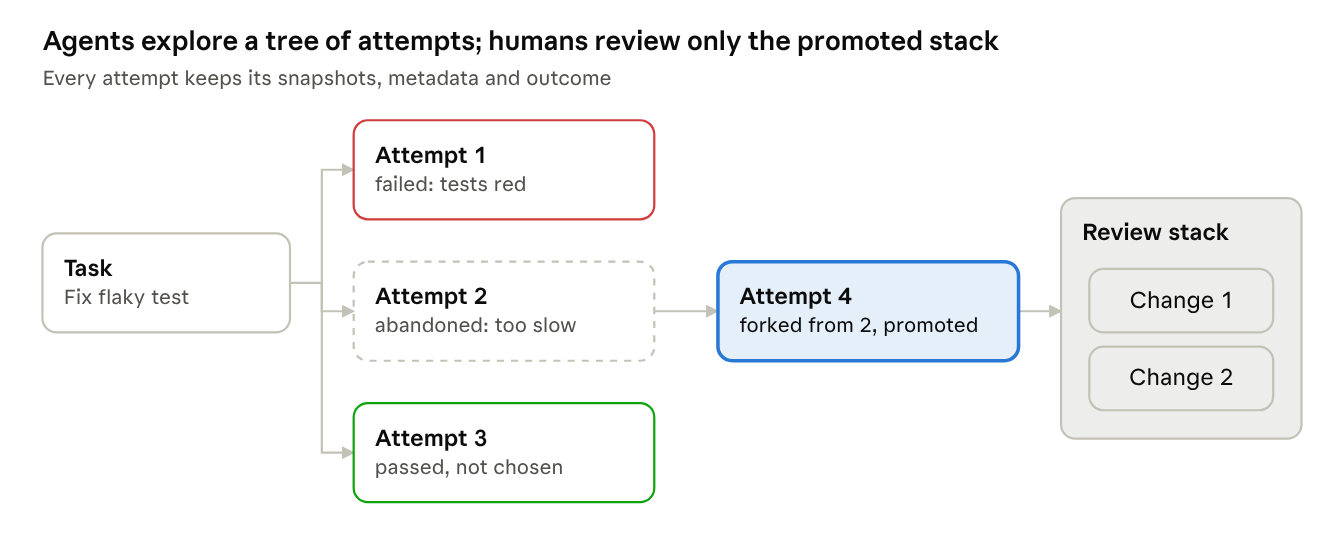 Agents explore a tree of attempts; humans review only the promoted stack
Every attempt keeps its snapshots, metadata and outcome
Task
Fix flaky test
Attempt 1
failed: tests red
Attempt 2
abandoned: too slow
Attempt 3
passed, not chosen
Attempt 4
forked from 2, promoted
Review stack
Change 1
Change 2